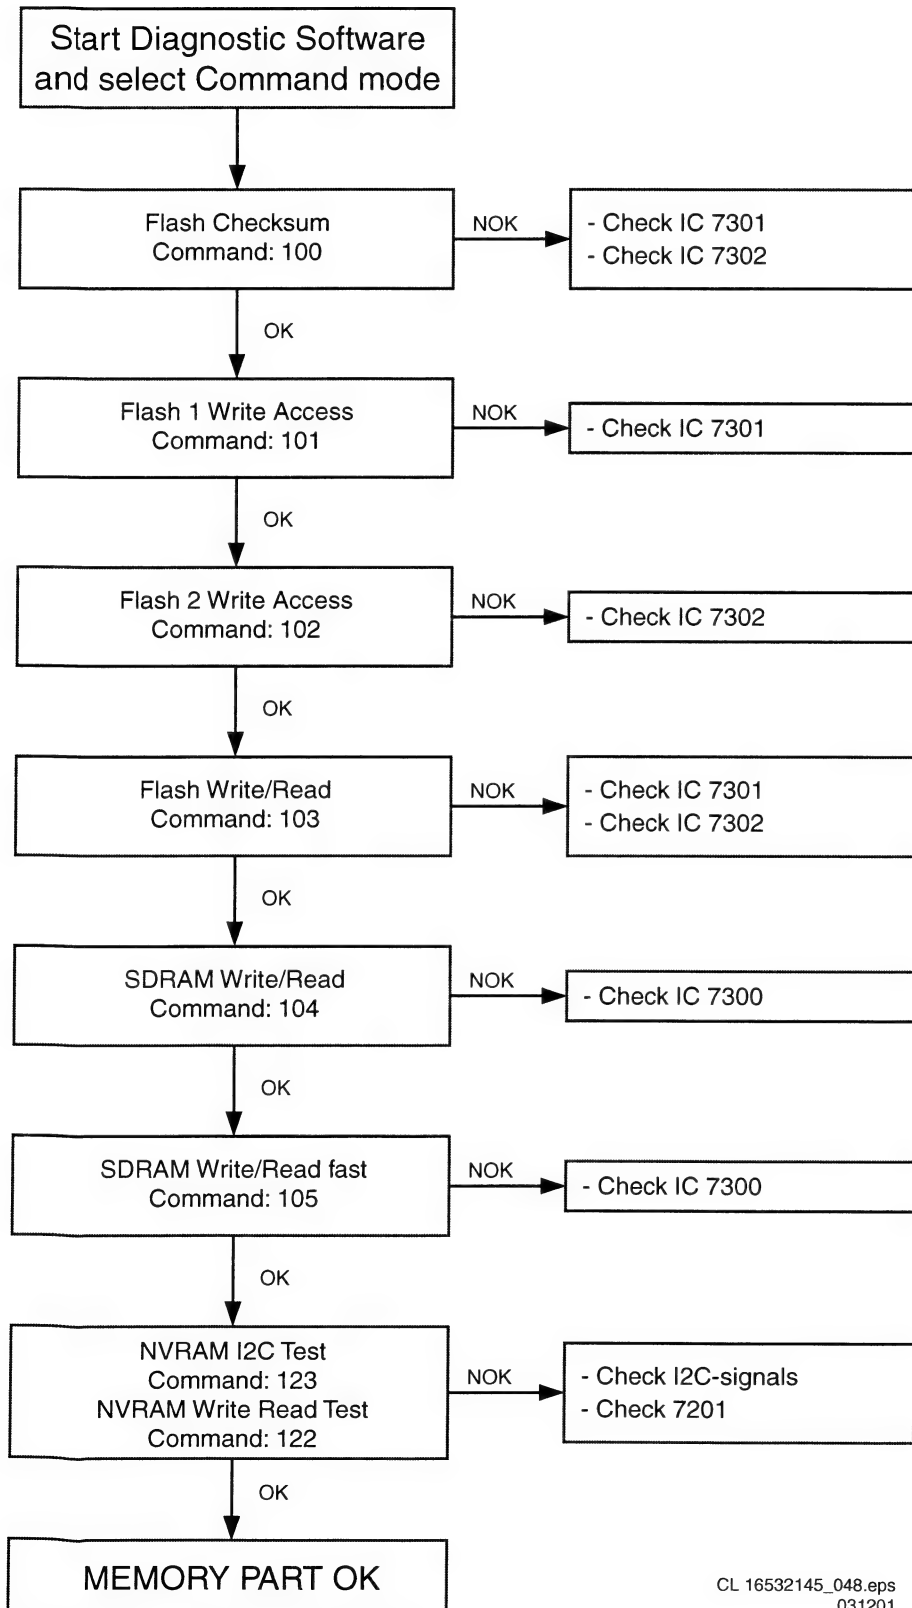 Start Diagnostic Software
and select Command mode
Flash Checksum
Command: 100
NOK
- Check IC 7301
- Check IC 7302
OK
Flash 1 Write Access
Command: 101
NOK
- Check IC 7301
OK
Flash 2 Write Access
Command: 102
NOK
- Check IC 7302
OK
Flash Write/Read
Command: 103
NOK
- Check IC 7301
- Check IC 7302
OK
SDRAM Write/Read
Command: 104
NOK
- Check IC 7300
OK
SDRAM Write/Read fast
Command: 105
NOK
- Check IC 7300
OK
NVRAM I2C Test
Command: 123
NVRAM Write Read Test
Command: 122
NOK
- Check I2C-signals
- Check 7201
OK
MEMORY PART OK
CL 16532145_048.eps
031201